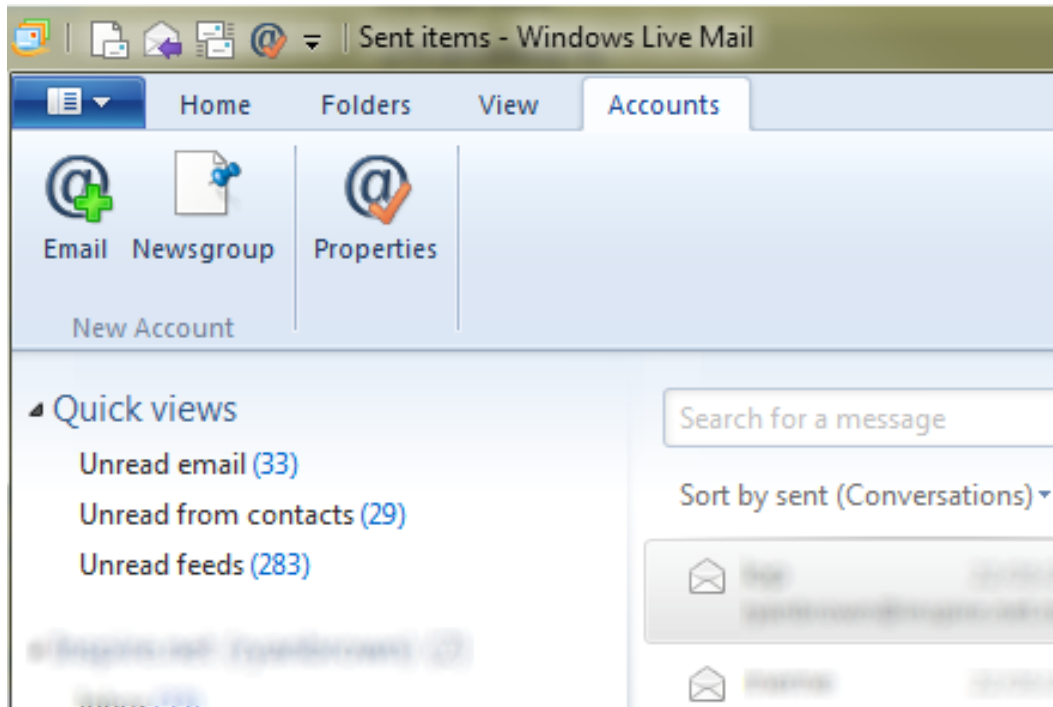 Sent items - Windows Live Mail
Home Folders View Accounts
Email Newsgroup Properties
New Account
Quick views
Search for a message
Unread email (33)
Sort by sent (Conversations)
Unread from contacts (29)
Unread feeds (283)